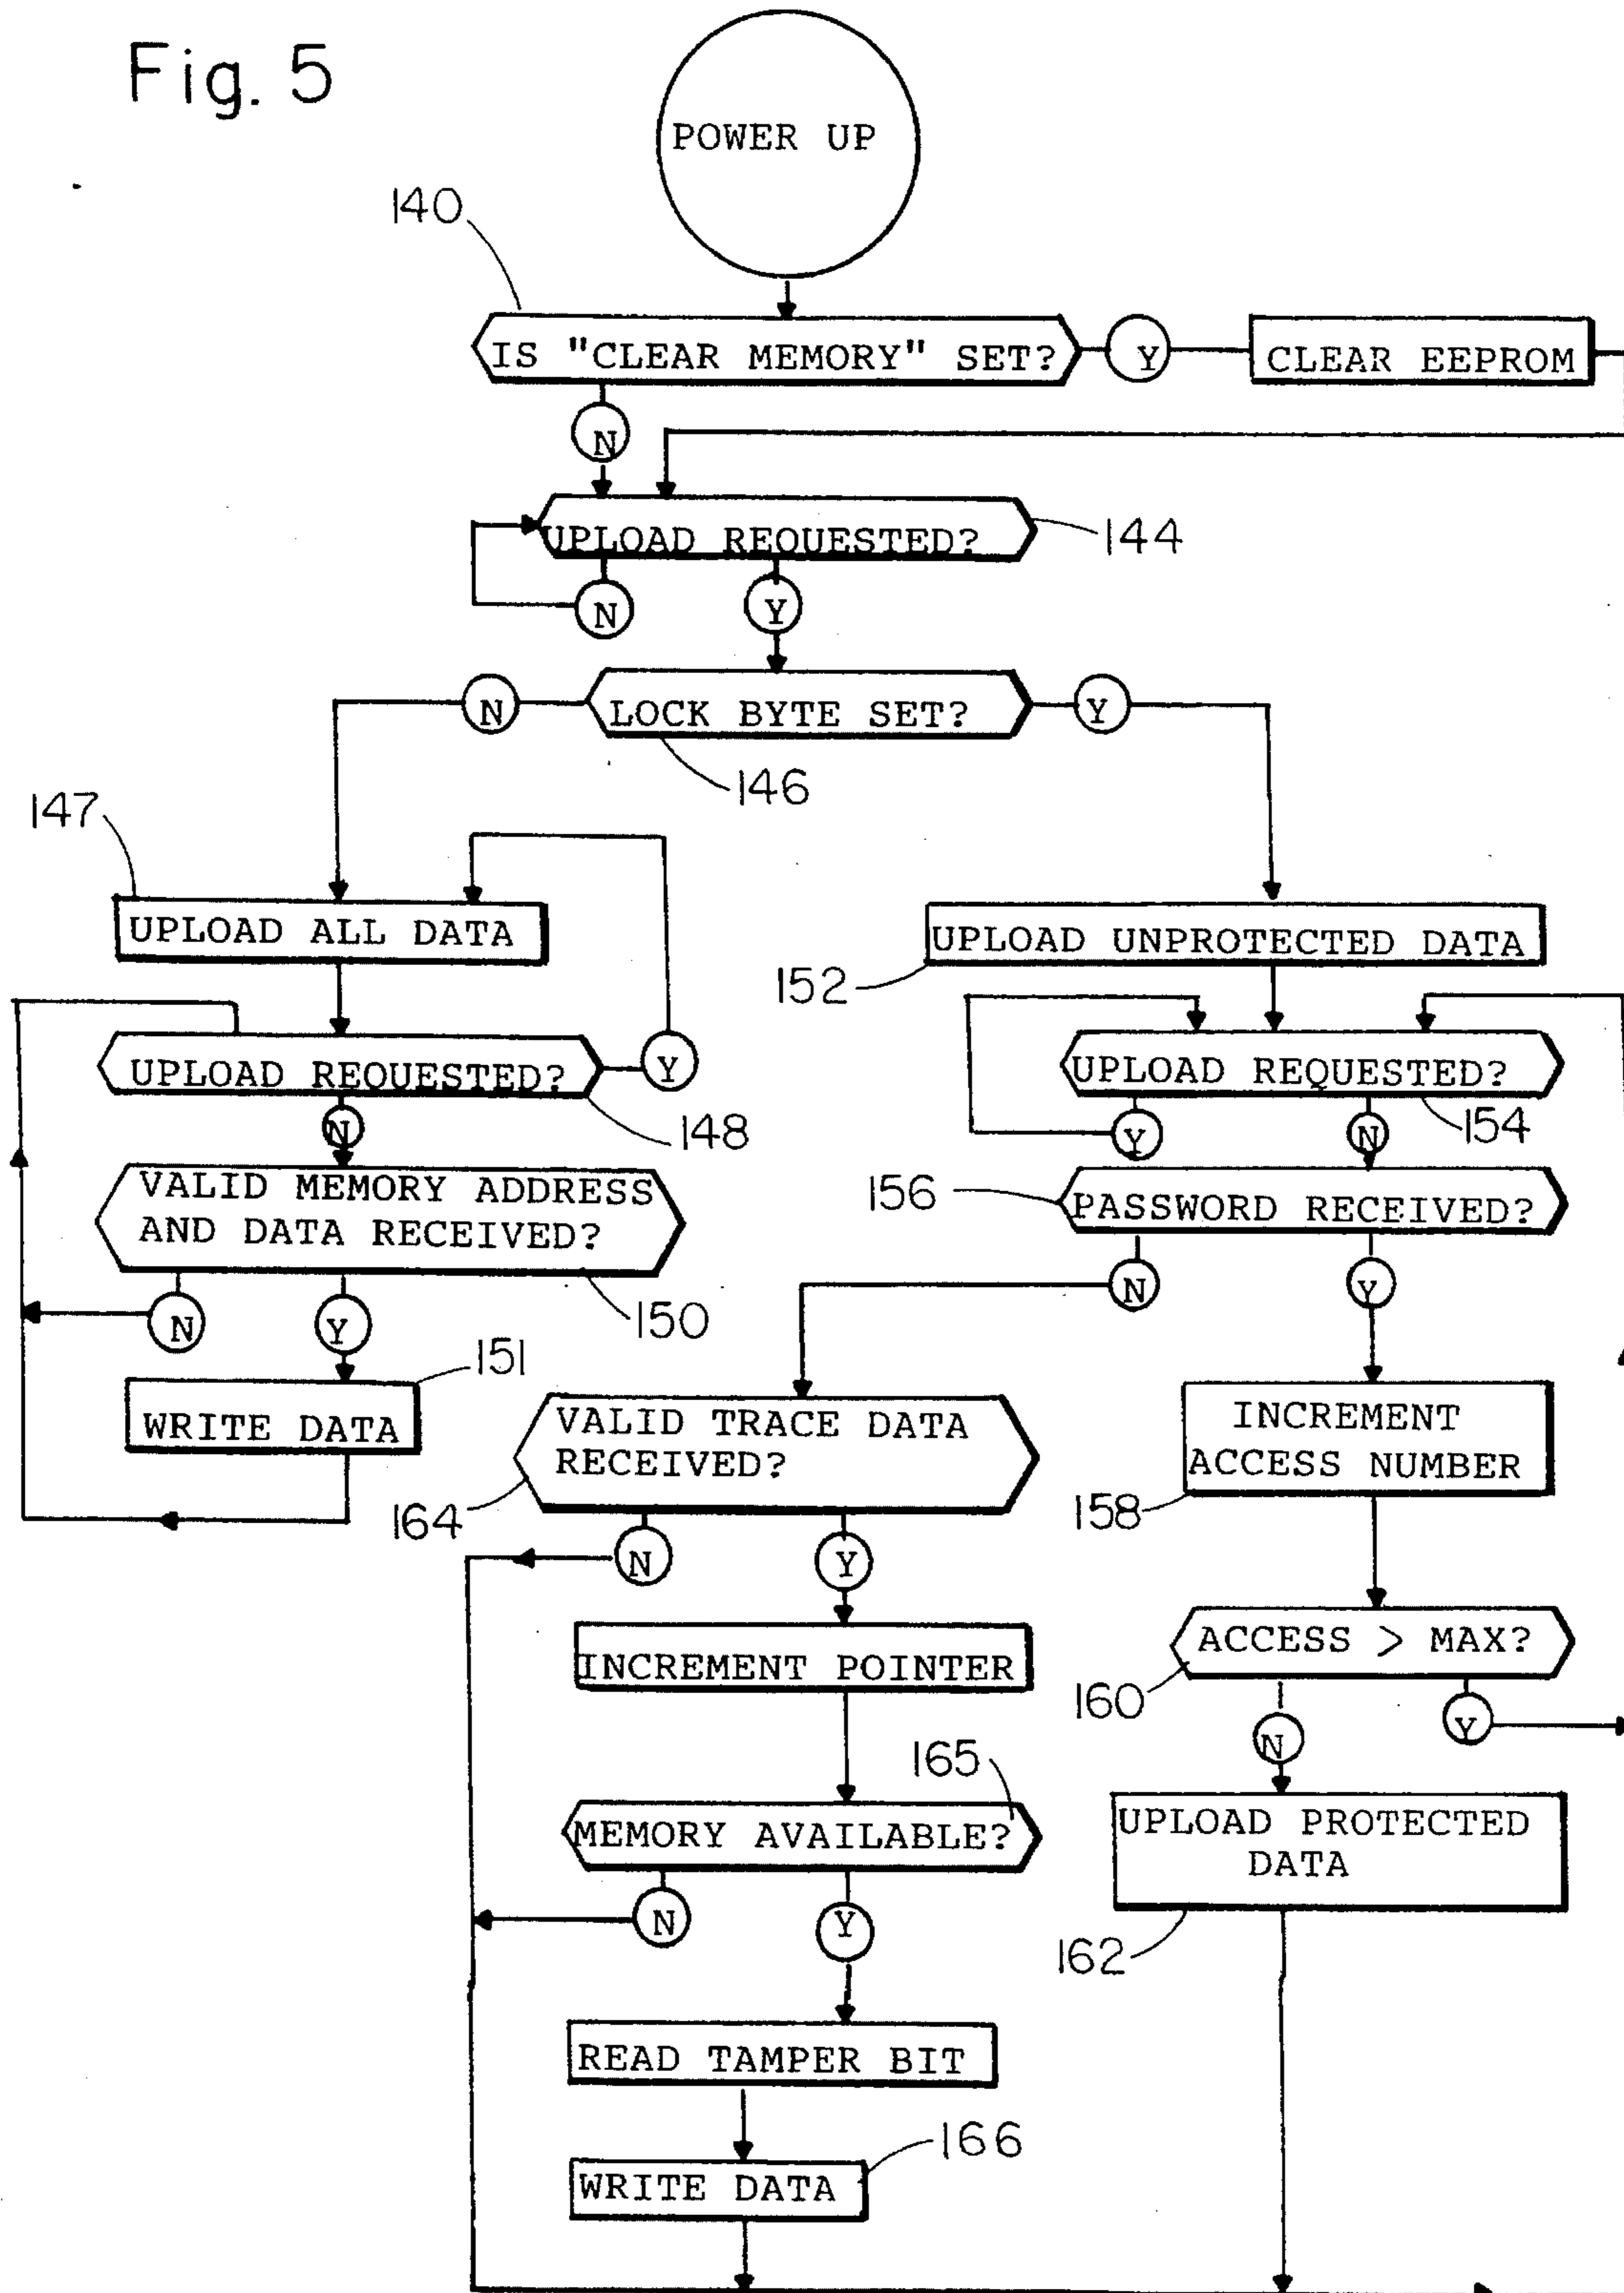 Fig. 5
POWER UP
140
IS "CLEAR MEMORY" SET?
Y
CLEAR EEPROM
N
UPLOAD REQUESTED?
144
N
Y
N
LOCK BYTE SET?
Y
146
147
UPLOAD ALL DATA
UPLOAD UNPROTECTED DATA
152
UPLOAD REQUESTED?
Y
148
N
UPLOAD REQUESTED?
Y
N
154
VALID MEMORY ADDRESS
AND DATA RECEIVED?
N
Y
150
156
PASSWORD RECEIVED?
N
Y
151
WRITE DATA
VALID TRACE DATA
RECEIVED?
164
N
Y
INCREMENT
ACCESS NUMBER
158
INCREMENT POINTER
ACCESS > MAX?
160
N
Y
165
MEMORY AVAILABLE?
N
Y
UPLOAD PROTECTED
DATA
162
READ TAMPER BIT
166
WRITE DATA